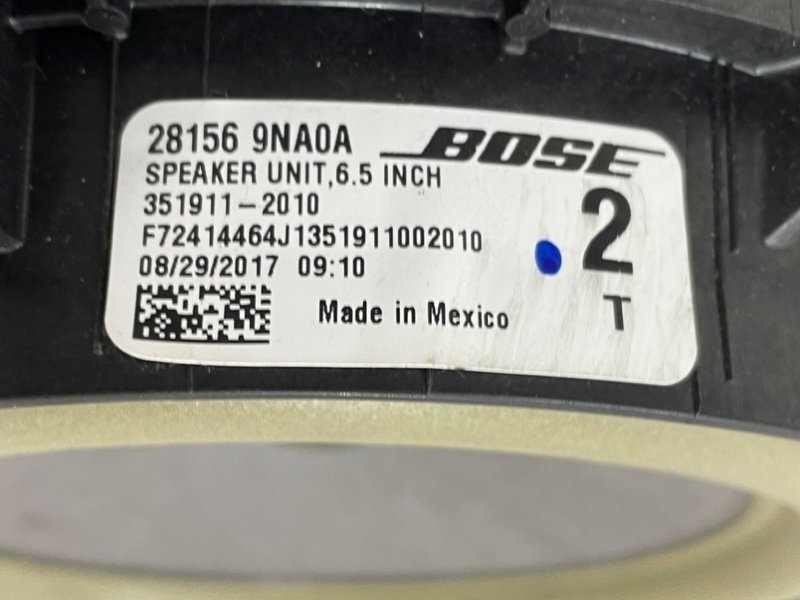 28156 9NA0A BOSE
SPEAKER UNIT,6.5 INCH
351911-2010
F72414464J1351911002010
08/29/2017 09:10
2
T
Made in Mexico